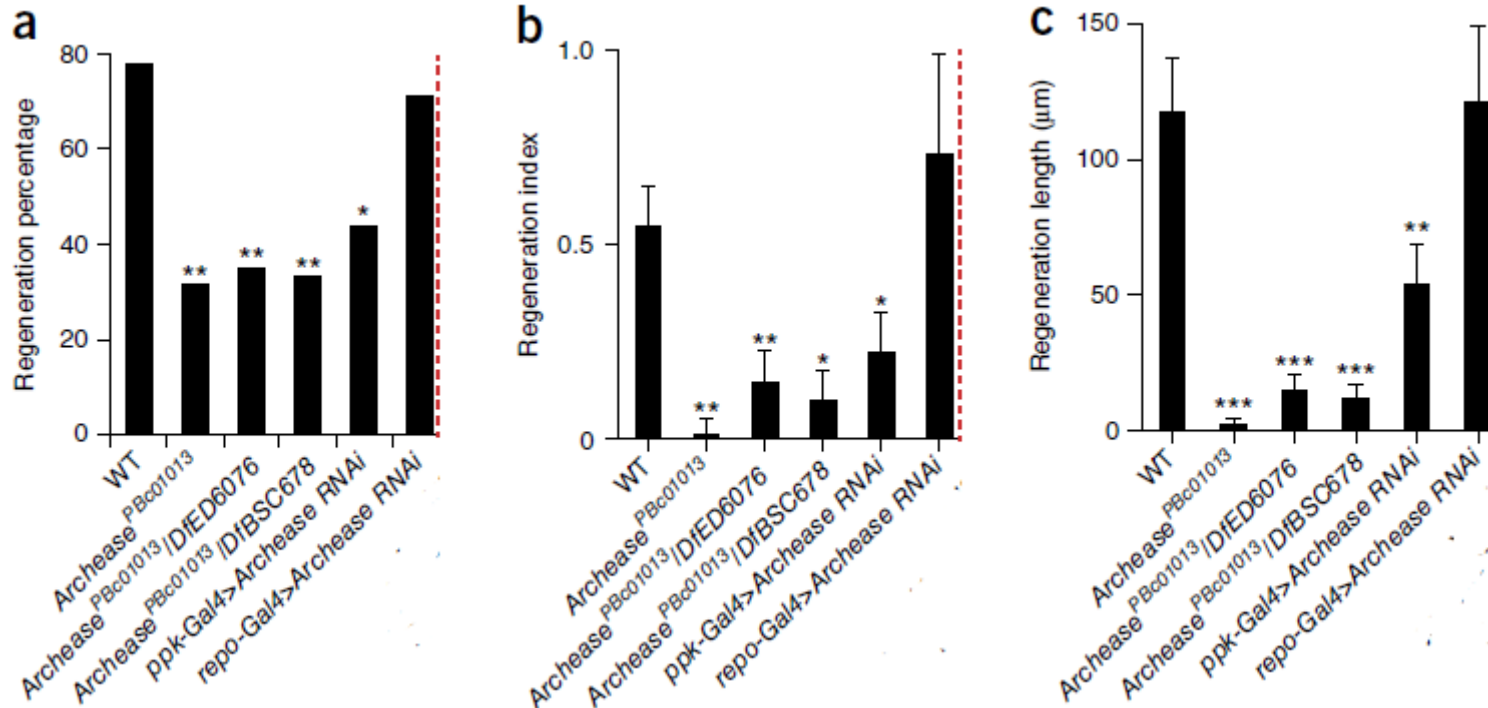 a
Regeneration percentage
80
60
40
20
0
**
**
**
*
WT
Archease^PBc01013
Archease^PBc01013/DfED6076
Archease^PBc01013/DfBSC678
ppk-Gal4>Archease RNAi
repo-Gal4>Archease RNAi
b
Regeneration index
1.0
0.5
0
**
**
*
*
WT
Archease^PBc01013
Archease^PBc01013/DfED6076
Archease^PBc01013/DfBSC678
ppk-Gal4>Archease RNAi
repo-Gal4>Archease RNAi
c
Regeneration length (µm)
150
100
50
0
***
***
***
**
WT
Archease^PBc01013
Archease^PBc01013/DfED6076
Archease^PBc01013/DfBSC678
ppk-Gal4>Archease RNAi
repo-Gal4>Archease RNAi